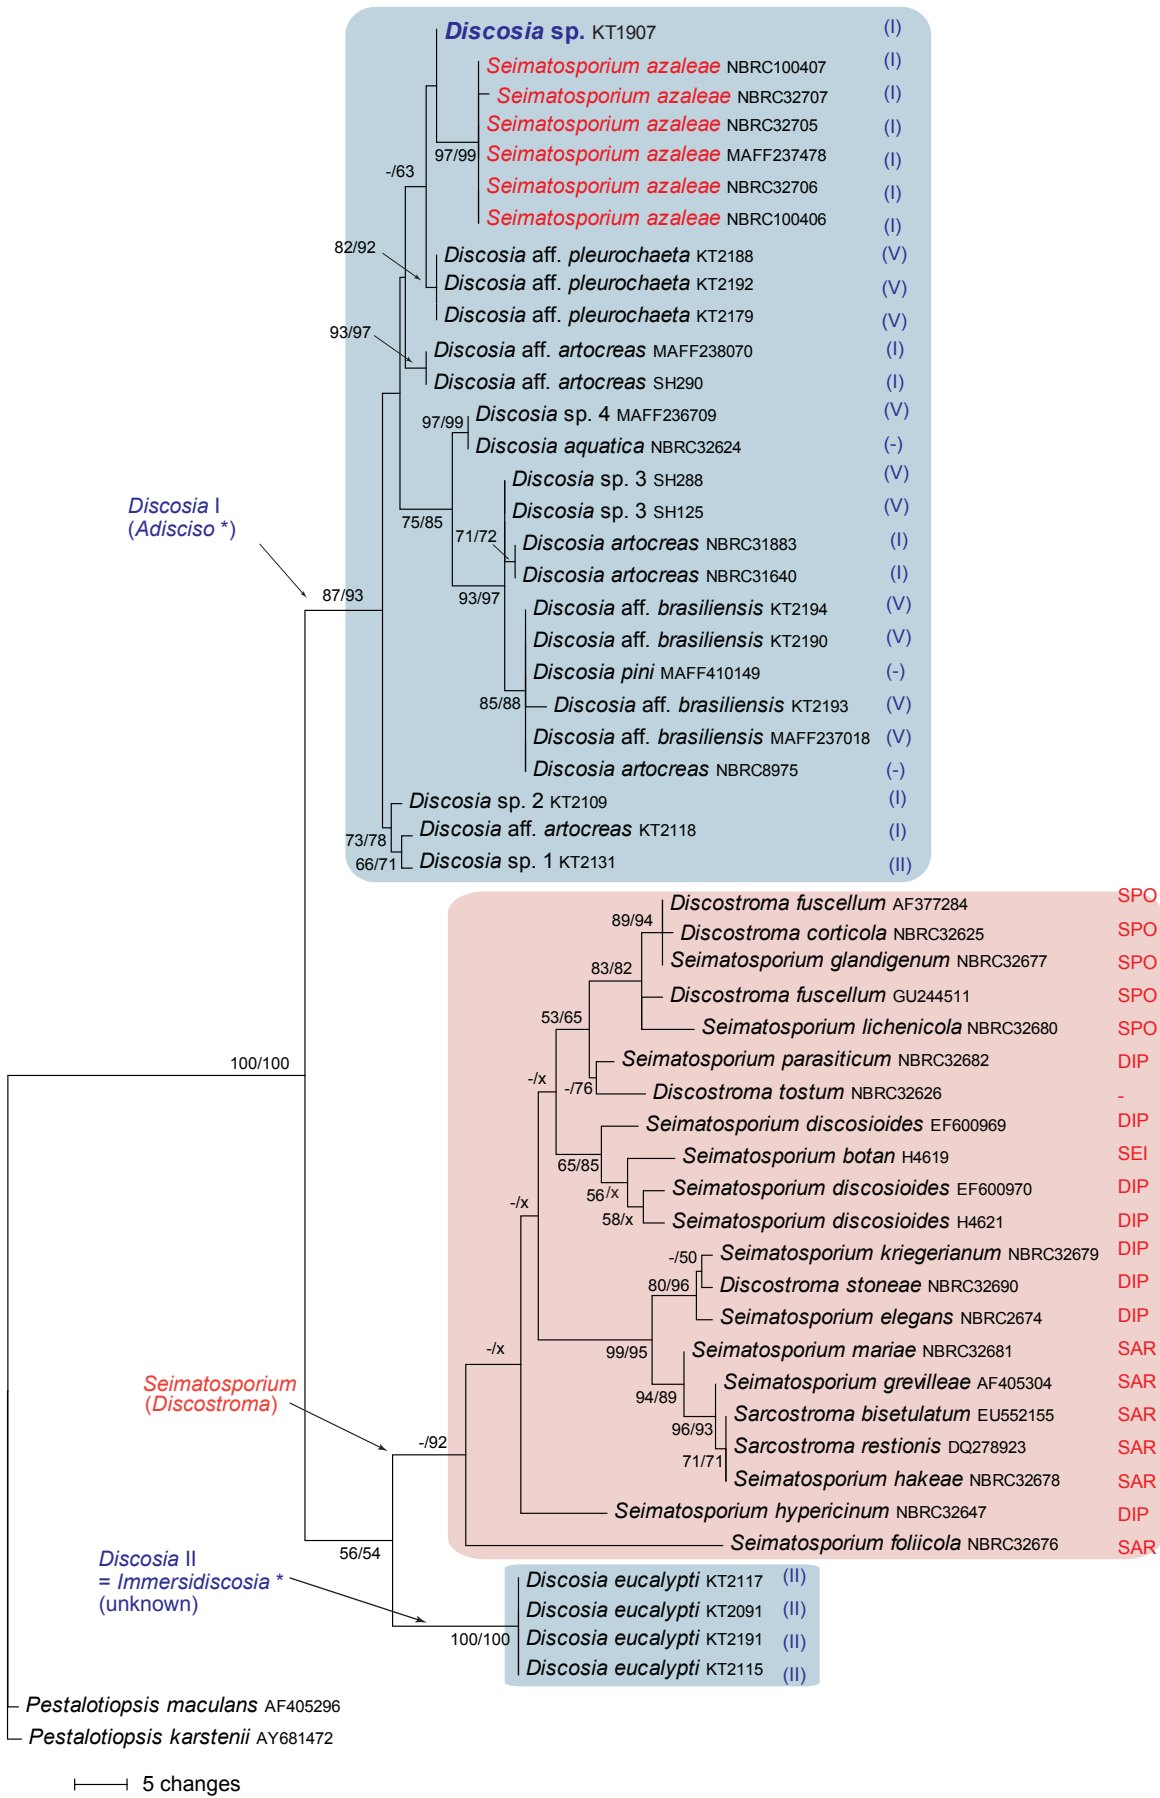 Discosia sp. KT1907 (I)
Seimatosporium azaleae NBRC100407 (I)
Seimatosporium azaleae NBRC32707 (I)
Seimatosporium azaleae NBRC32705 (I)
97/99 Seimatosporium azaleae MAFF237478 (I)
-/63
Seimatosporium azaleae NBRC32706 (I)
Seimatosporium azaleae NBRC100406 (I)
82/92
Discosia aff. pleurochaeta KT2188 (V)
Discosia aff. pleurochaeta KT2192 (V)
Discosia aff. pleurochaeta KT2179 (V)
93/97
Discosia aff. artocreas MAFF238070 (I)
Discosia aff. artocreas SH290 (I)
97/99 Discosia sp. 4 MAFF236709 (V)
Discosia aquatica NBRC32624 (-)
Discosia sp. 3 SH288 (V)
Discosia I
(Adisciso *)
75/85
Discosia sp. 3 SH125 (V)
71/72
Discosia artocreas NBRC31883 (I)
Discosia artocreas NBRC31640 (I)
87/93
93/97
Discosia aff. brasiliensis KT2194 (V)
Discosia aff. brasiliensis KT2190 (V)
Discosia pini MAFF410149 (-)
85/88 Discosia aff. brasiliensis KT2193 (V)
Discosia aff. brasiliensis MAFF237018 (V)
Discosia artocreas NBRC8975 (-)
Discosia sp. 2 KT2109 (I)
73/78 Discosia aff. artocreas KT2118 (I)
66/71 Discosia sp. 1 KT2131 (II)
Discostroma fuscellum AF377284 SPO
89/94
Discostroma corticola NBRC32625 SPO
Seimatosporium glandigenum NBRC32677 SPO
83/82
Discostroma fuscellum GU244511 SPO
53/65
Seimatosporium lichenicola NBRC32680 SPO
100/100
Seimatosporium parasiticum NBRC32682 DIP
-/x
-/76 Discostroma tostum NBRC32626 -
Seimatosporium discosioides EF600969 DIP
65/85 Seimatosporium botan H4619 SEI
56/x Seimatosporium discosioides EF600970 DIP
-/x
58/x Seimatosporium discosioides H4621 DIP
-/50 Seimatosporium kriegerianum NBRC32679 DIP
80/96 Discostroma stoneae NBRC32690 DIP
Seimatosporium elegans NBRC2674 DIP
-/x
99/95 Seimatosporium mariae NBRC32681 SAR
Seimatosporium
(Discostroma)
94/89 Seimatosporium grevilleae AF405304 SAR
Sarcostroma bisetulatum EU552155 SAR
96/93
-/92
Sarcostroma restionis DQ278923 SAR
71/71
Seimatosporium hakeae NBRC32678 SAR
Seimatosporium hypericinum NBRC32647 DIP
Seimatosporium foliicola NBRC32676 SAR
56/54
Discosia II
= Immersidiscosia *
(unknown)
Discosia eucalypti KT2117 (II)
Discosia eucalypti KT2091 (II)
100/100 Discosia eucalypti KT2191 (II)
Discosia eucalypti KT2115 (II)
Pestalotiopsis maculans AF405296
Pestalotiopsis karstenii AY681472
5 changes